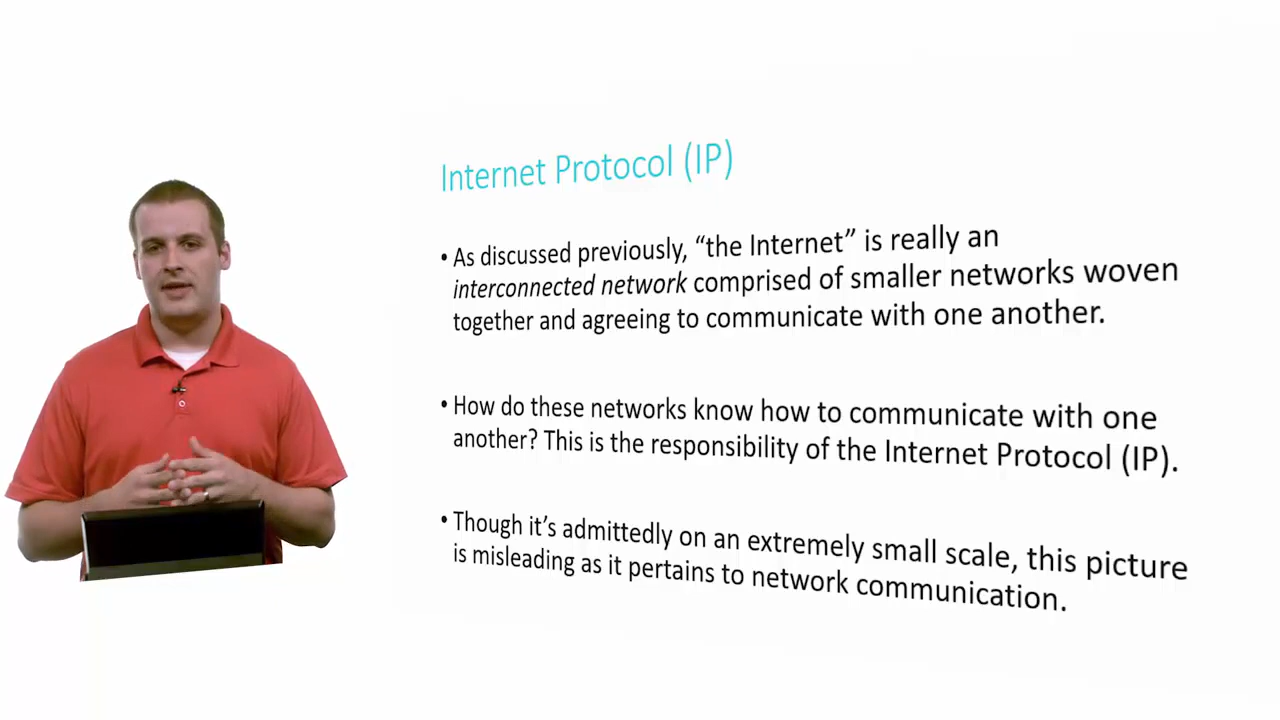 Internet Protocol (IP)
• As discussed previously, “the Internet” is really an
interconnected network comprised of smaller networks woven
together and agreeing to communicate with one another.
• How do these networks know how to communicate with one
another? This is the responsibility of the Internet Protocol (IP).
• Though it’s admittedly on an extremely small scale, this picture
is misleading as it pertains to network communication.